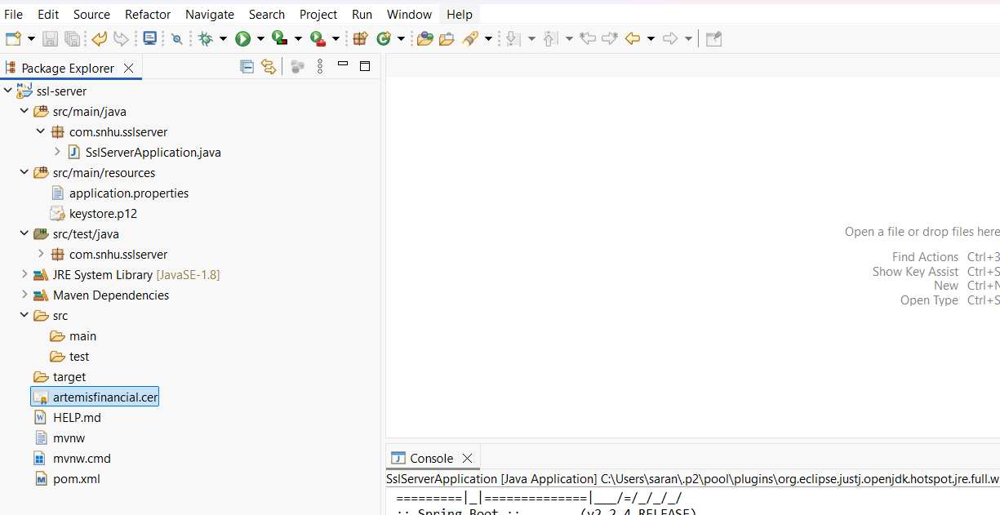 File Edit Source Refactor Navigate Search Project Run Window Help
Package Explorer
ssl-server
src/main/java
com.snhu.sslserver
SslServerApplication.java
src/main/resources
application.properties
keystore.p12
src/test/java
com.snhu.sslserver
JRE System Library [JavaSE-1.8]
Maven Dependencies
src
main
test
target
artemisfinancial.cer
HELP.md
mvnw
mvnw.cmd
pom.xml
Open a file or drop files here
Find Actions Ctrl+3
Show Key Assist Ctrl+S
New Ctrl+N
Open Type Ctrl+S
Console
SslServerApplication [Java Application] C:\Users\saran\.p2\pool\plugins\org.eclipse.justj.openjdk.hotspot.jre.full.w
=========|_|==============|___/=/_/_/_/
:: Spring Boot :: (v2.2.4.RELEASE)